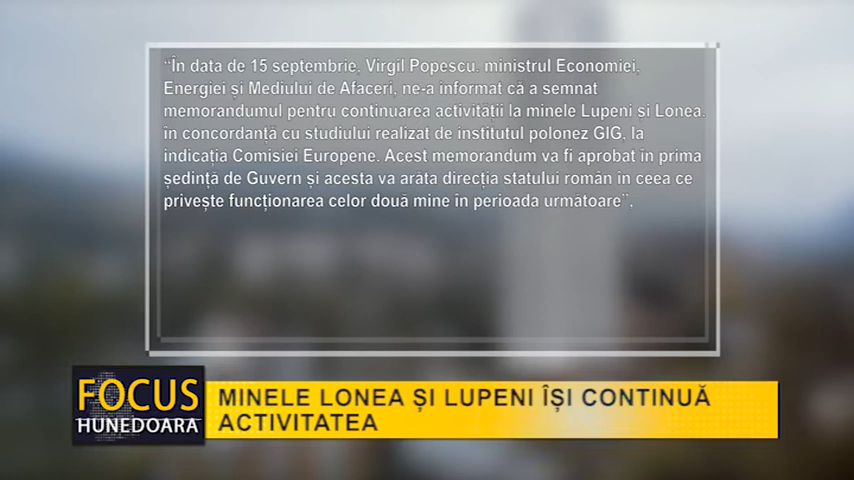 “În data de 15 septembrie, Virgil Popescu, ministrul Economiei,
Energiei și Mediului de Afaceri, ne-a informat că a semnat
memorandumul pentru continuarea activității la minele Lupeni și Lonea,
în concordanță cu studiului realizat de institutul polonez GIG, la
indicația Comisiei Europene. Acest memorandum va fi aprobat în prima
ședință de Guvern și acesta va arăta direcția statului român în ceea ce
privește funcționarea celor două mine în perioada următoare”,
FOCUS
HUNEDOARA
MINELE LONEA ȘI LUPENI ÎȘI CONTINUĂ
ACTIVITATEA